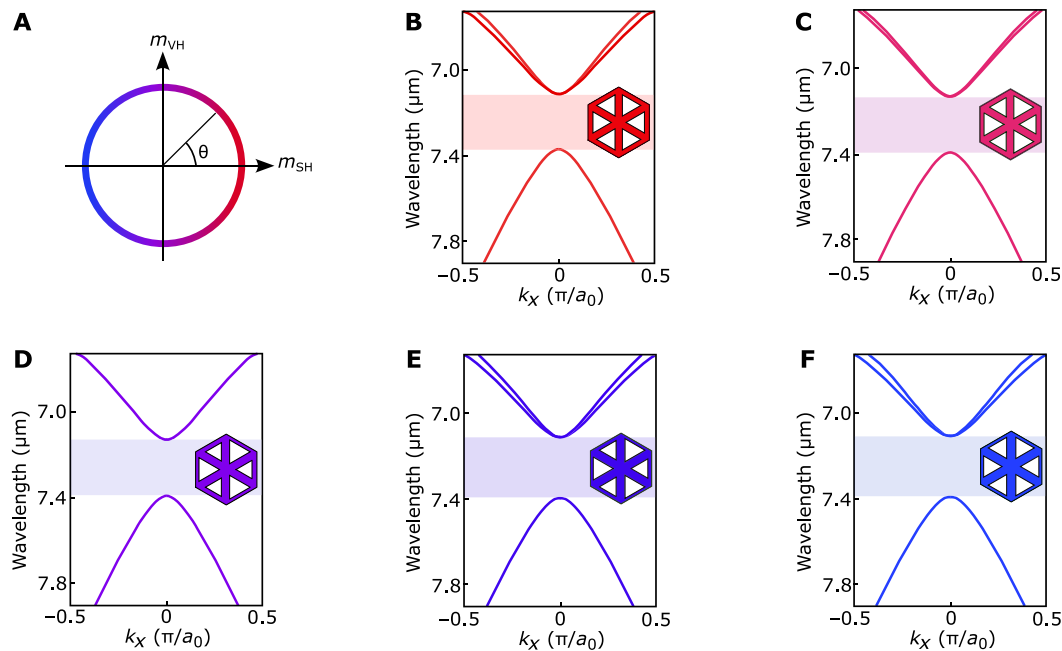 A
m_VH
θ
m_SH
B
Wavelength (μm)
7.0
7.4
7.8
−0.5
0
0.5
k_X (π/a_0)
C
Wavelength (μm)
7.0
7.4
7.8
−0.5
0
0.5
k_X (π/a_0)
D
Wavelength (μm)
7.0
7.4
7.8
−0.5
0
0.5
k_X (π/a_0)
E
Wavelength (μm)
7.0
7.4
7.8
−0.5
0
0.5
k_X (π/a_0)
F
Wavelength (μm)
7.0
7.4
7.8
−0.5
0
0.5
k_X (π/a_0)